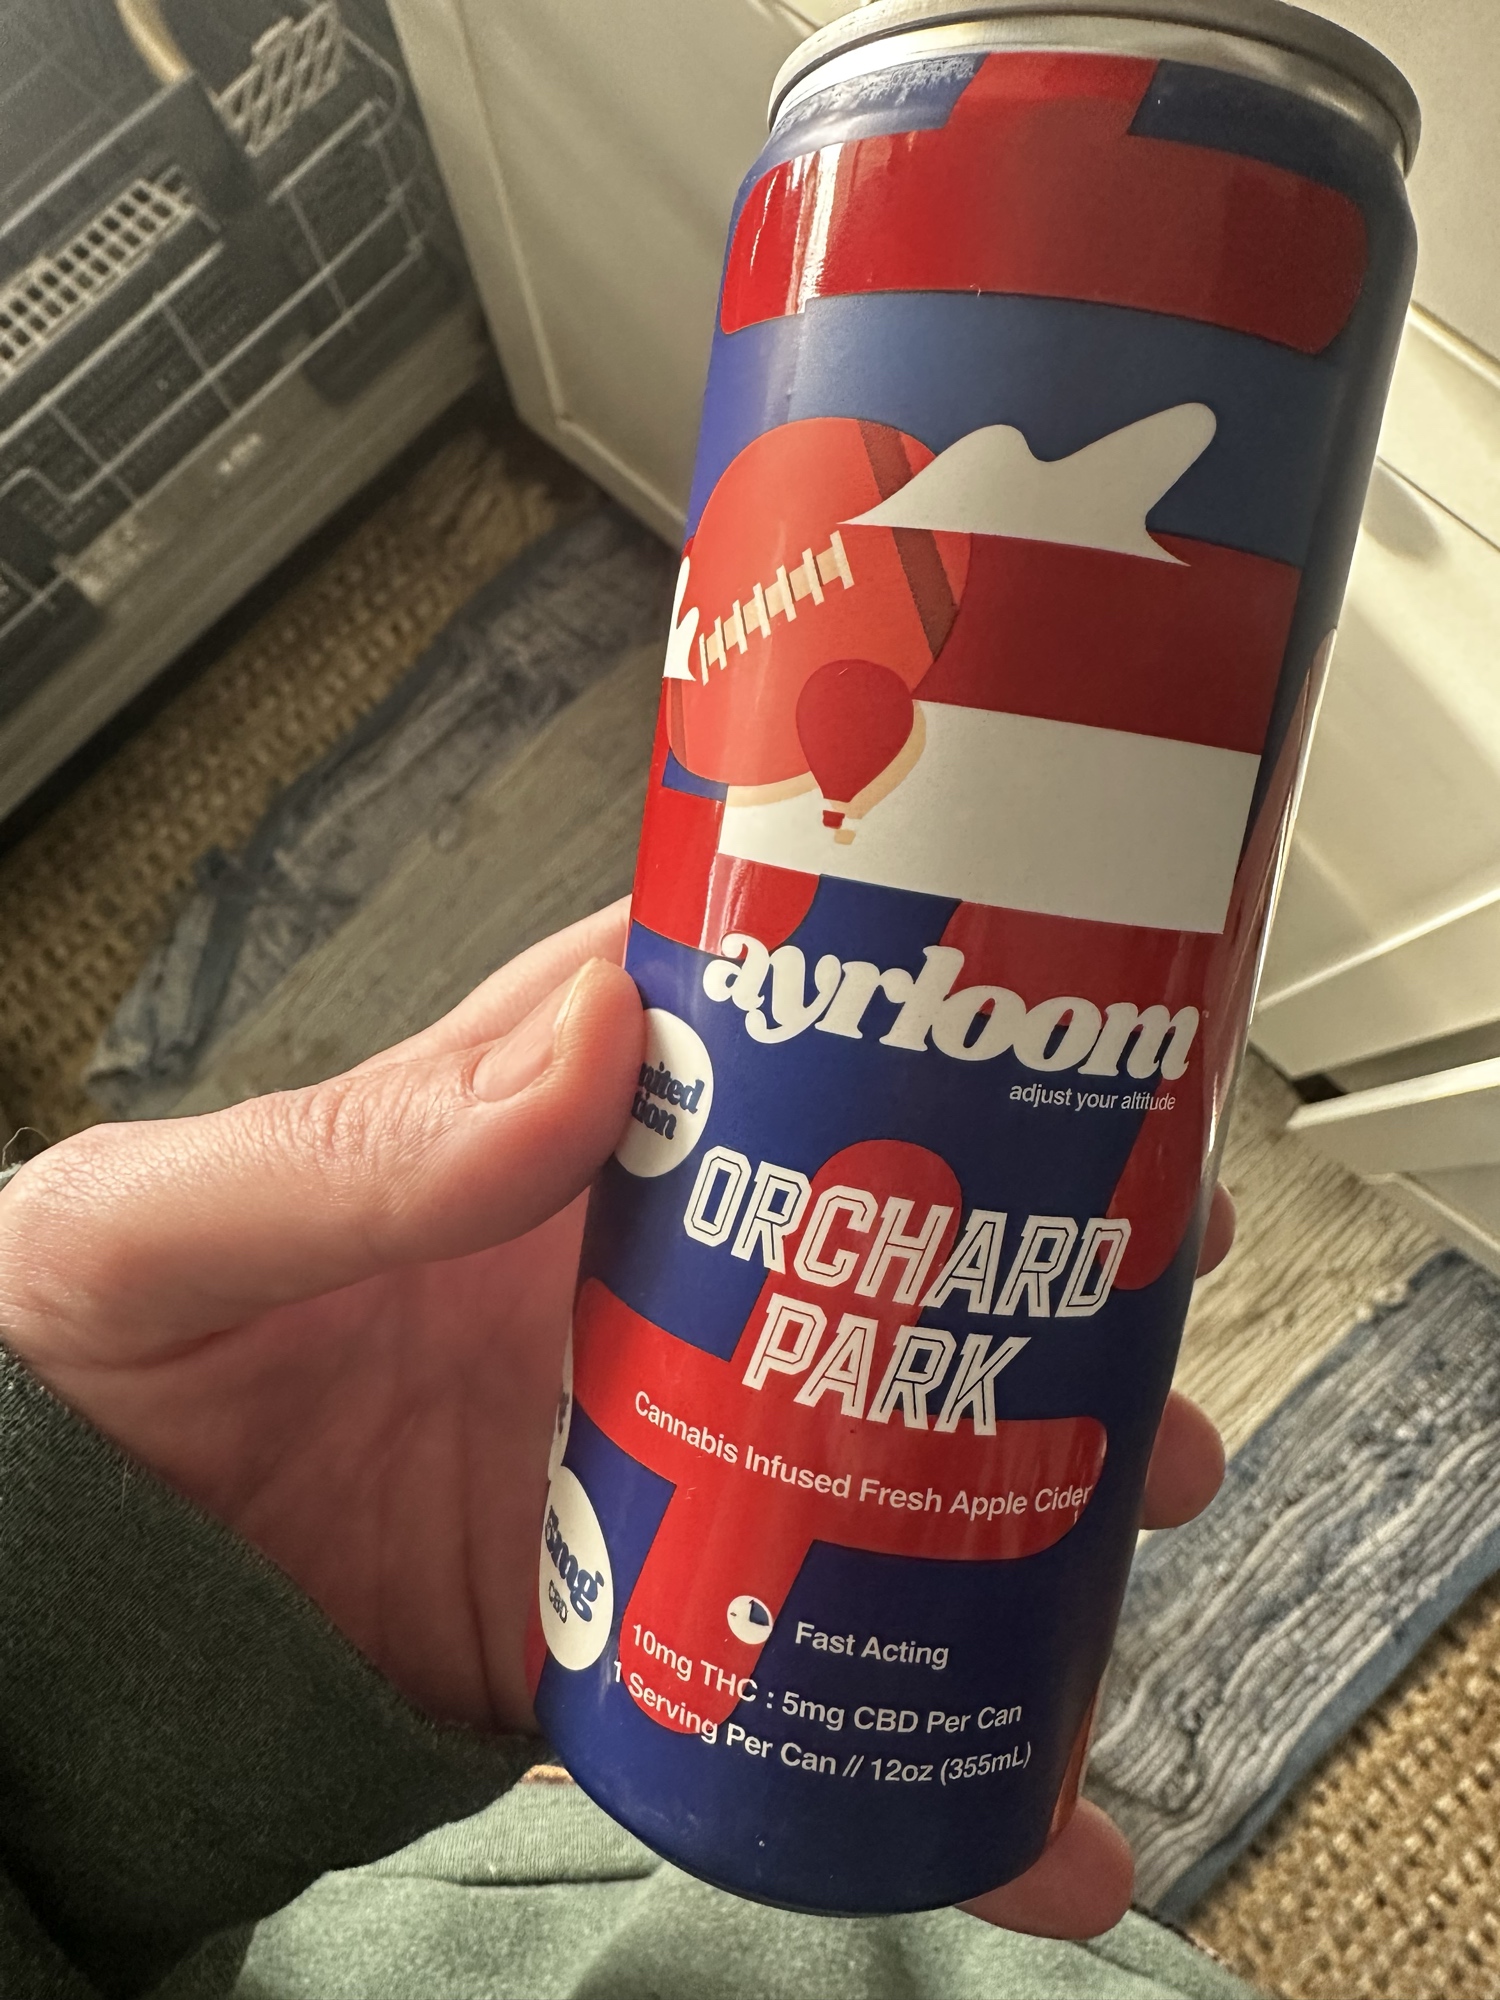 ayrloom
adjust your altitude
ORCHARD
PARK
Cannabis Infused Fresh Apple Cider
5mg
CBD
Fast Acting
10mg THC : 5mg CBD Per Can
1 Serving Per Can // 12oz (355mL)